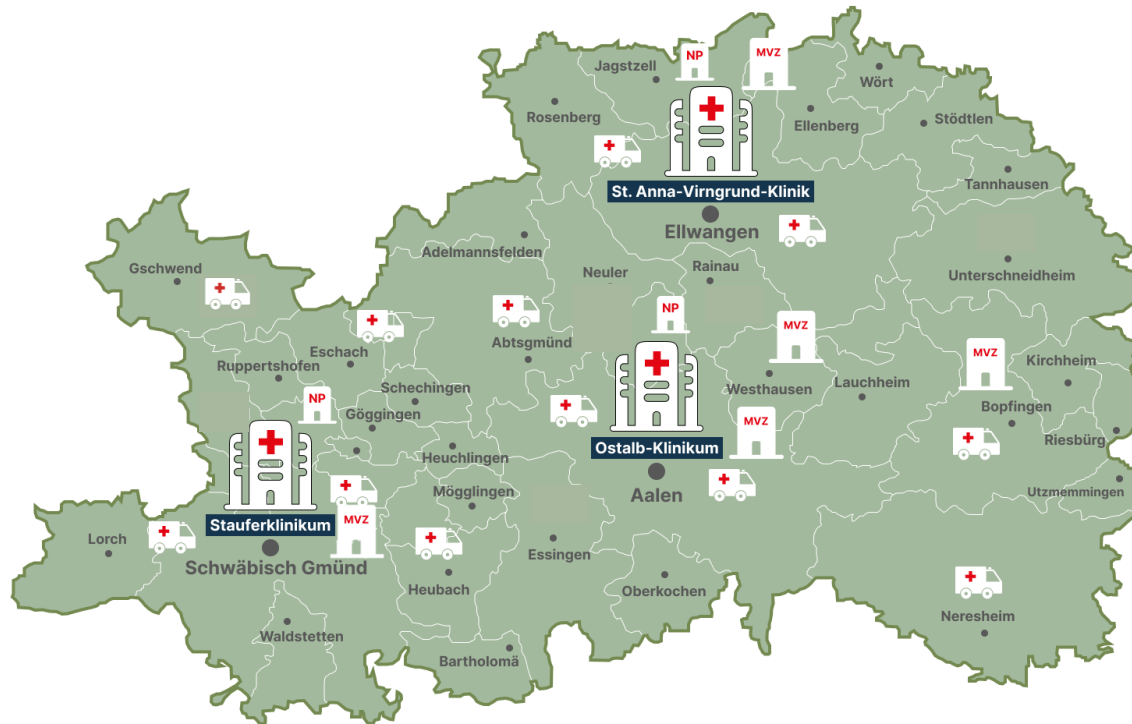 NP
MVZ
Jagstzell
Wört
Rosenberg
Ellenberg
Stödtlen
Tannhausen
St. Anna-Virngrund-Klinik
Ellwangen
Adelmannsfelden
Gschwend
Neuler
Rainau
Unterschneidheim
NP
MVZ
Abtsgmünd
Eschach
Ruppertshofen
MVZ
Kirchheim
Schechingen
Westhausen
Lauchheim
NP
Bopfingen
Göggingen
MVZ
Riesbürg
Ostalb-Klinikum
Heuchlingen
Aalen
Mögglingen
Utzmemmingen
Stauferklinikum
MVZ
Lorch
Essingen
Schwäbisch Gmünd
Heubach
Oberkochen
Neresheim
Waldstetten
Bartholomä